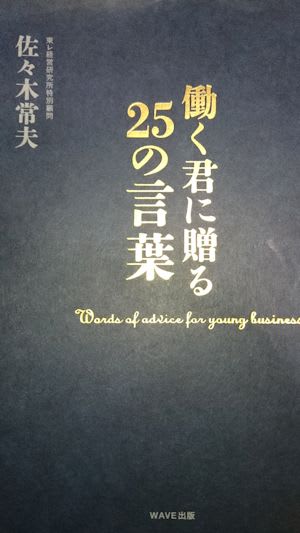 働く君に贈る
25の言葉
Words of advice for young business
東レ経営研究所特別顧問
佐々木常夫
WAVE出版